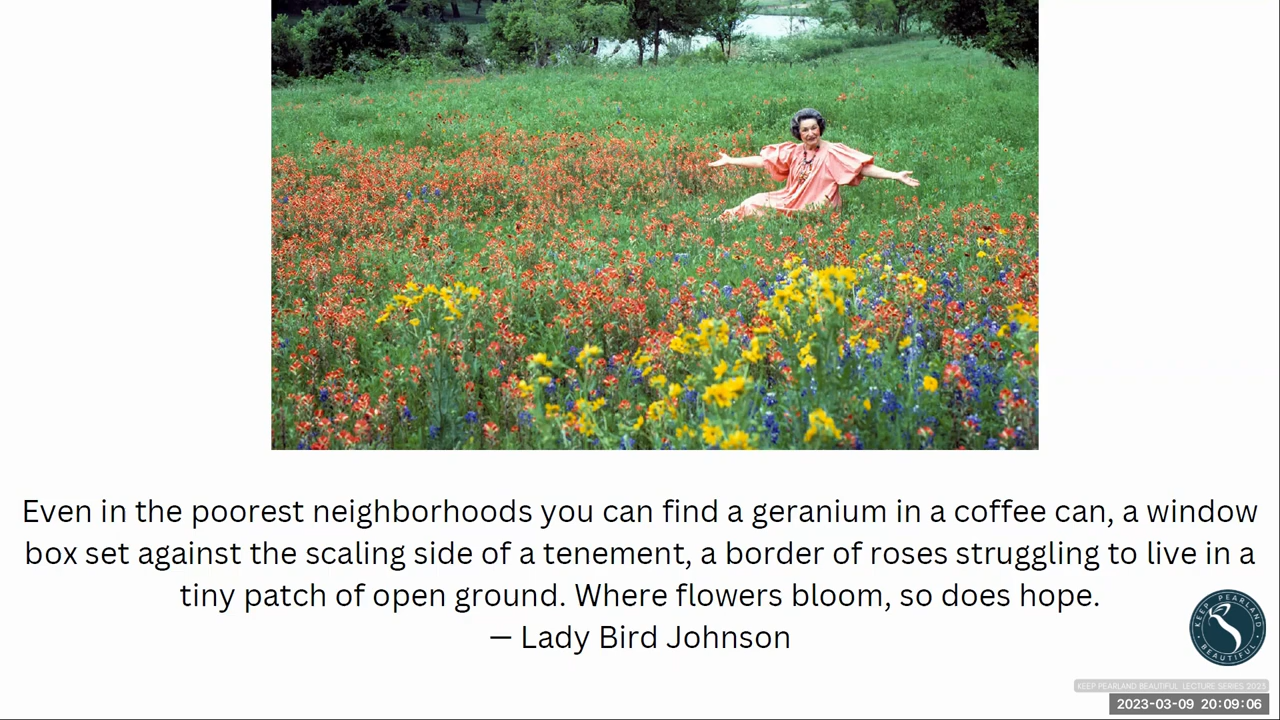 Even in the poorest neighborhoods you can find a geranium in a coffee can, a window
box set against the scaling side of a tenement, a border of roses struggling to live in a
tiny patch of open ground. Where flowers bloom, so does hope.
— Lady Bird Johnson
KEEP PEARLAND
BEAUTIFUL
KEEP PEARLAND BEAUTIFUL LECTURE SERIES 2023
2023-03-09 20:09:06